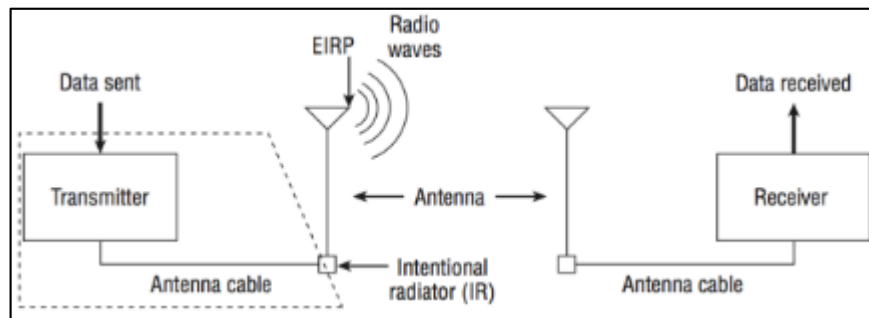 EIRP
Radio
waves
Data sent
Data received
Transmitter
Antenna
Receiver
Antenna cable
Intentional
radiator (IR)
Antenna cable